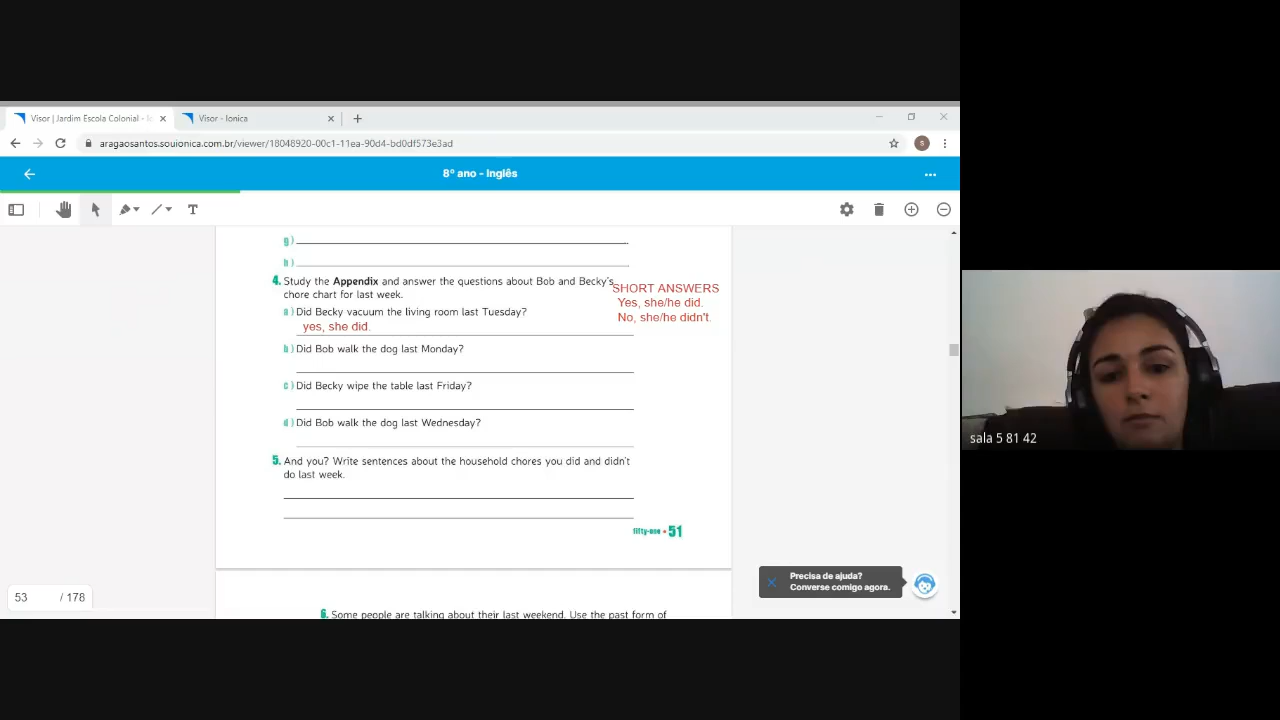 Visor | Jardim Escola Colonial - Io
Visor - Ionica
aragaosantos.souionica.com.br/viewer/18048920-00c1-11ea-90d4-bd0df573e3ad
S
8º ano - Inglês
T
g)
h)
4. Study the Appendix and answer the questions about Bob and Becky's
chore chart for last week.
SHORT ANSWERS
Yes, she/he did.
No, she/he didn't.
a) Did Becky vacuum the living room last Tuesday?
yes, she did.
b) Did Bob walk the dog last Monday?
c) Did Becky wipe the table last Friday?
d) Did Bob walk the dog last Wednesday?
5. And you? Write sentences about the household chores you did and didn't
do last week.
fifty-one • 51
Precisa de ajuda?
Converse comigo agora.
53 / 178
6. Some people are talking about their last weekend. Use the past form of
sala 5 81 42